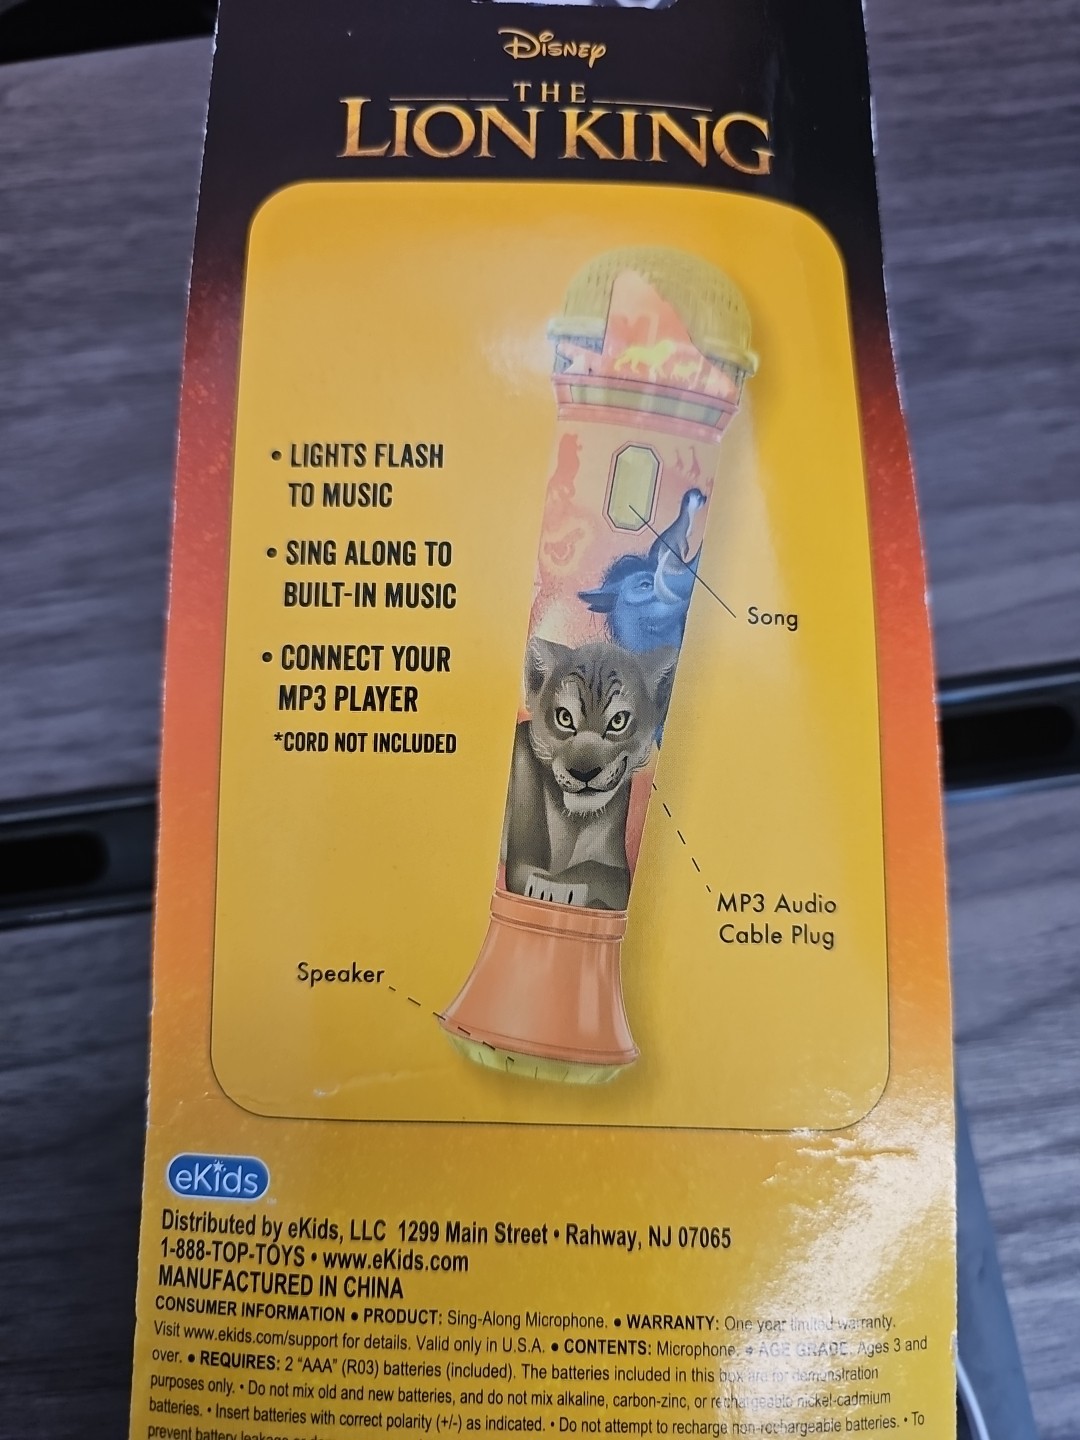 Disney
THE
LION KING
• LIGHTS FLASH
TO MUSIC
• SING ALONG TO
BUILT-IN MUSIC
• CONNECT YOUR
MP3 PLAYER
*CORD NOT INCLUDED
Song
MP3 Audio
Cable Plug
Speaker
eKids
Distributed by eKids, LLC 1299 Main Street • Rahway, NJ 07065
1-888-TOP-TOYS • www.eKids.com
MANUFACTURED IN CHINA
CONSUMER INFORMATION • PRODUCT: Sing-Along Microphone. • WARRANTY: One year limited warranty.
Visit www.ekids.com/support for details. Valid only in U.S.A. • CONTENTS: Microphone. • AGE GRADE: Ages 3 and
over. • REQUIRES: 2 "AAA" (R03) batteries (included). The batteries included in this box are for demonstration
purposes only. • Do not mix old and new batteries, and do not mix alkaline, carbon-zinc, or rechargeable nickel-cadmium
batteries. • Insert batteries with correct polarity (+/-) as indicated. • Do not attempt to recharge non-rechargeable batteries. • To
prevent battery leakage